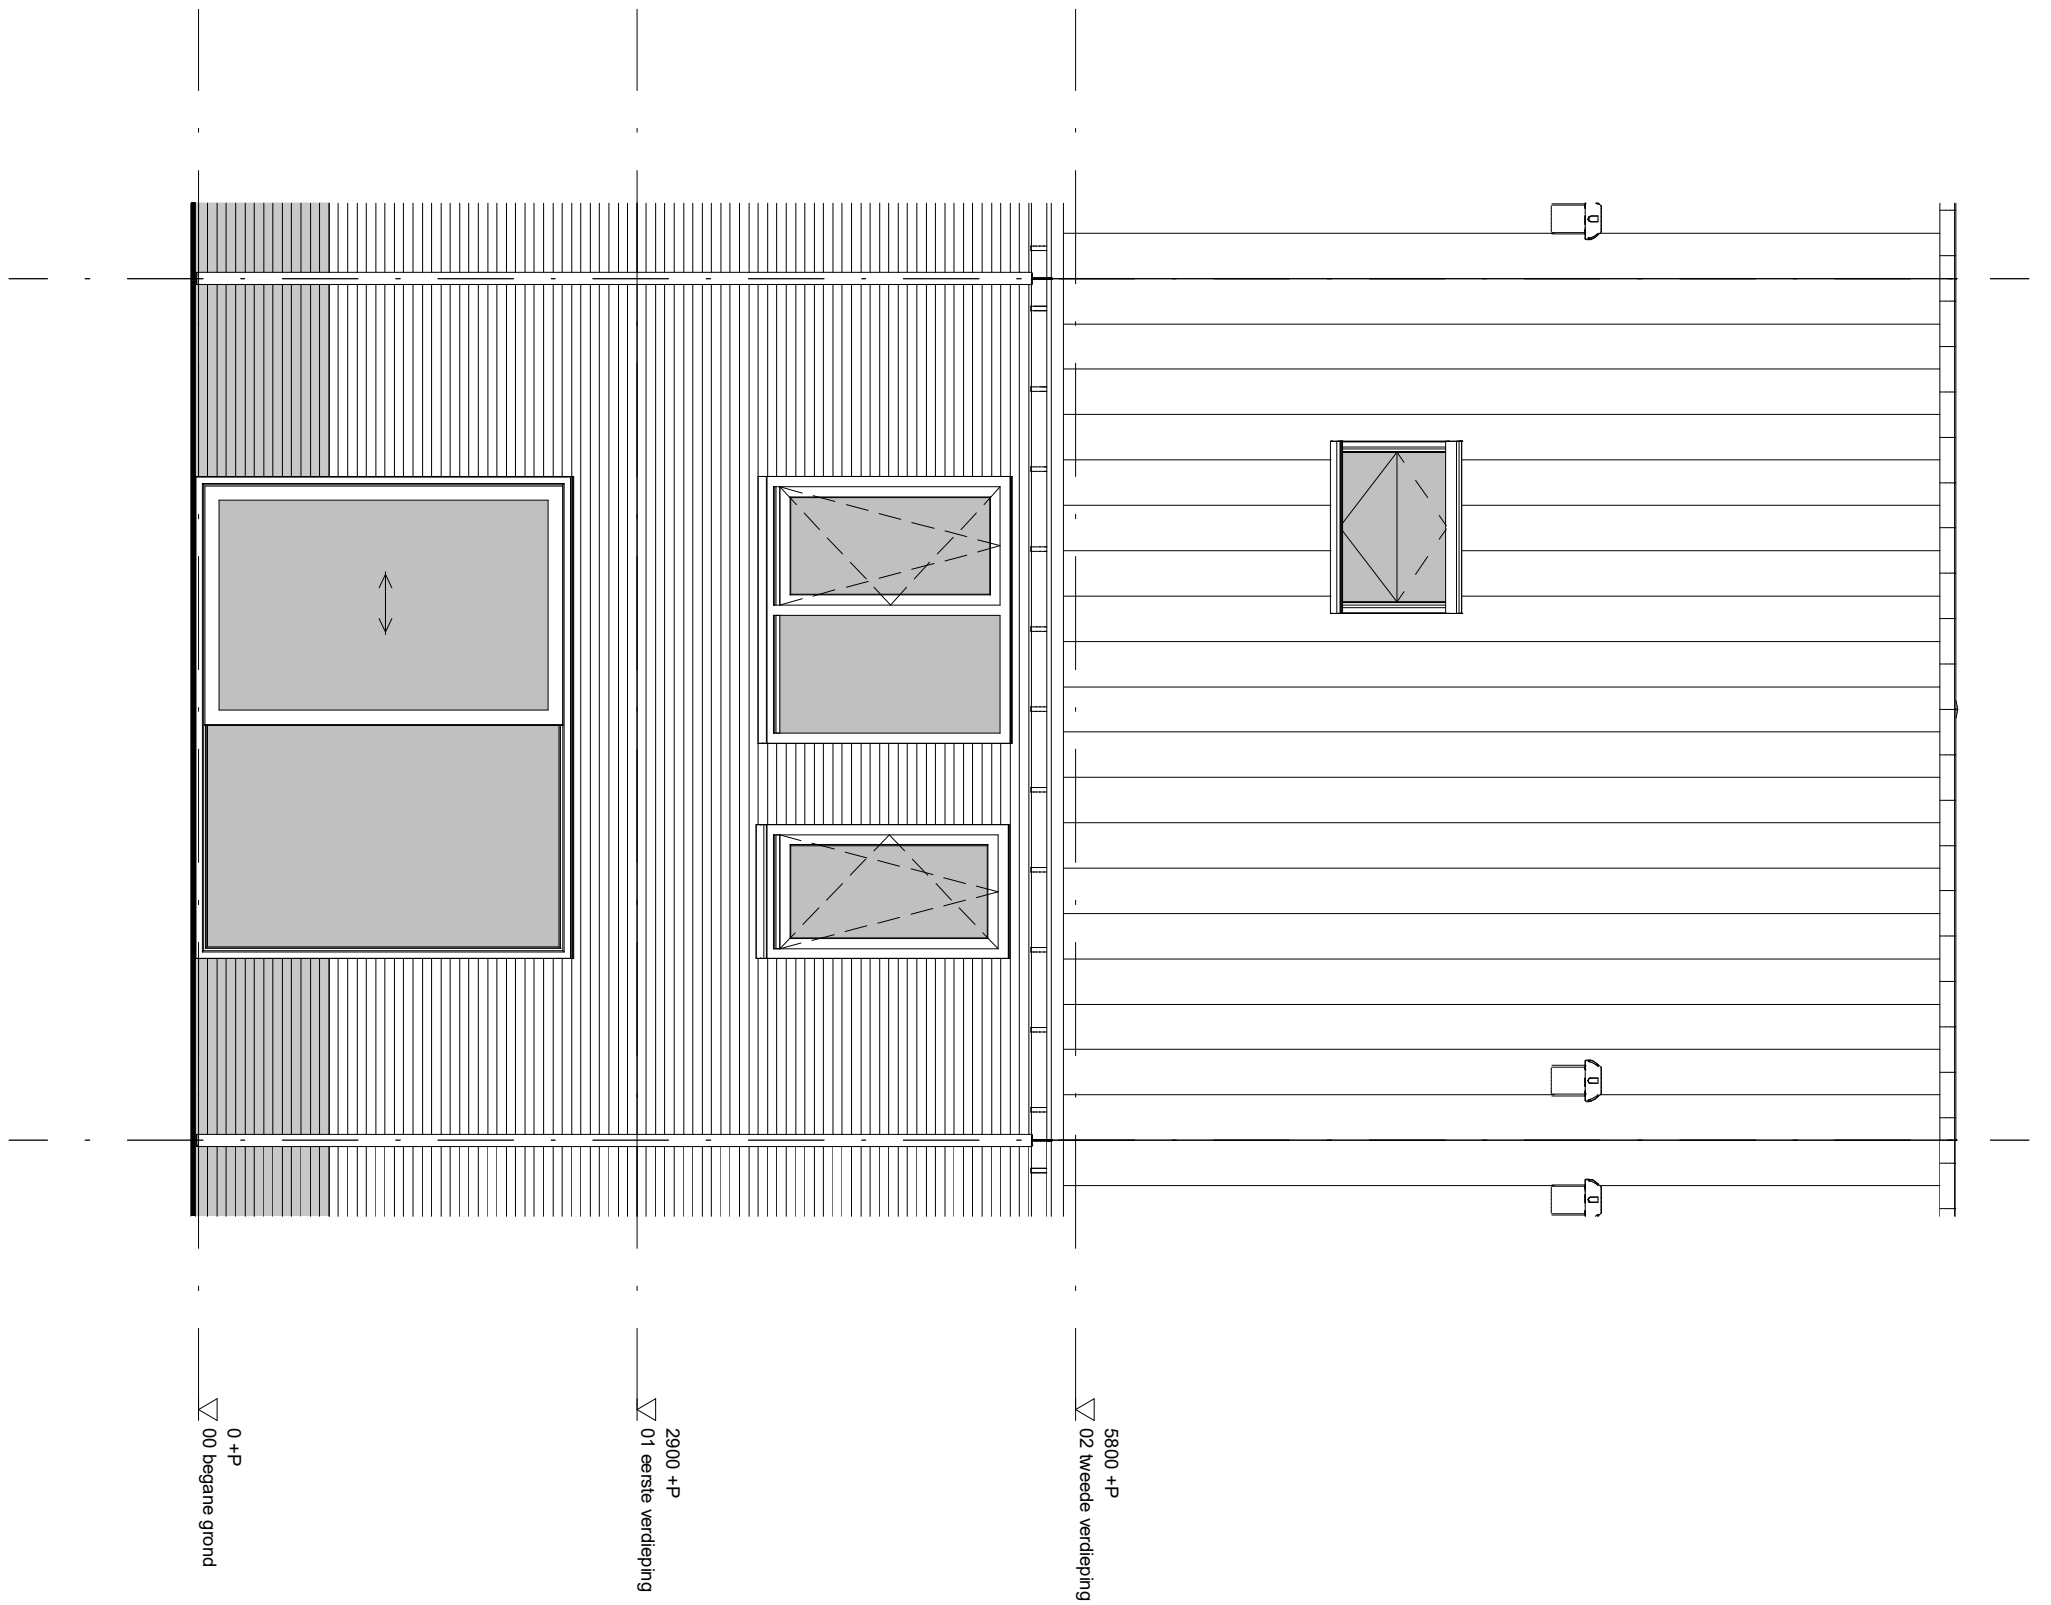 0 +P
00 begane grond
2900 +P
01 eerste verdieping
5800 +P
02 tweede verdieping